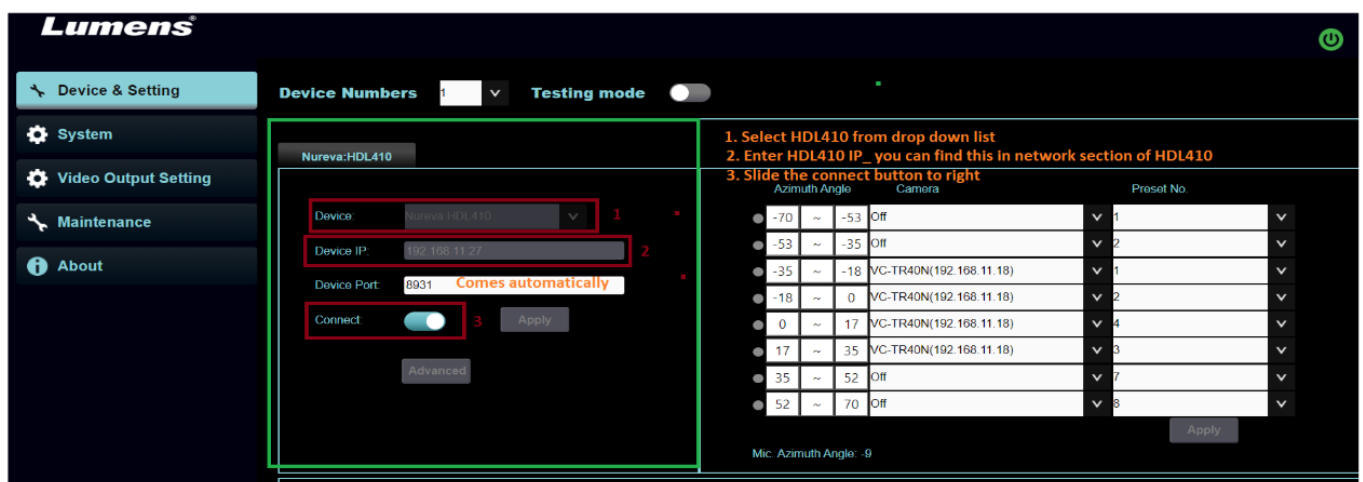 Lumens®
Device & Setting
System
Video Output Setting
Maintenance
About
Device Numbers 1 Testing mode
Nureva:HDL410
Device: Nureva HDL410 1
Device IP: 192.168.11.27 2
Device Port: 8931 Comes automatically
Connect: 3 Apply
Advanced
1. Select HDL410 from drop down list
2. Enter HDL410 IP_ you can find this in network section of HDL410
3. Slide the connect button to right
Azimuth Angle Camera Preset No.
-70 ~ -53 Off 1
-53 ~ -35 Off 2
-35 ~ -18 VC-TR40N(192.168.11.18) 1
-18 ~ 0 VC-TR40N(192.168.11.18) 2
0 ~ 17 VC-TR40N(192.168.11.18) 4
17 ~ 35 VC-TR40N(192.168.11.18) 3
35 ~ 52 Off 7
52 ~ 70 Off 8
Apply
Mic. Azimuth Angle: -9